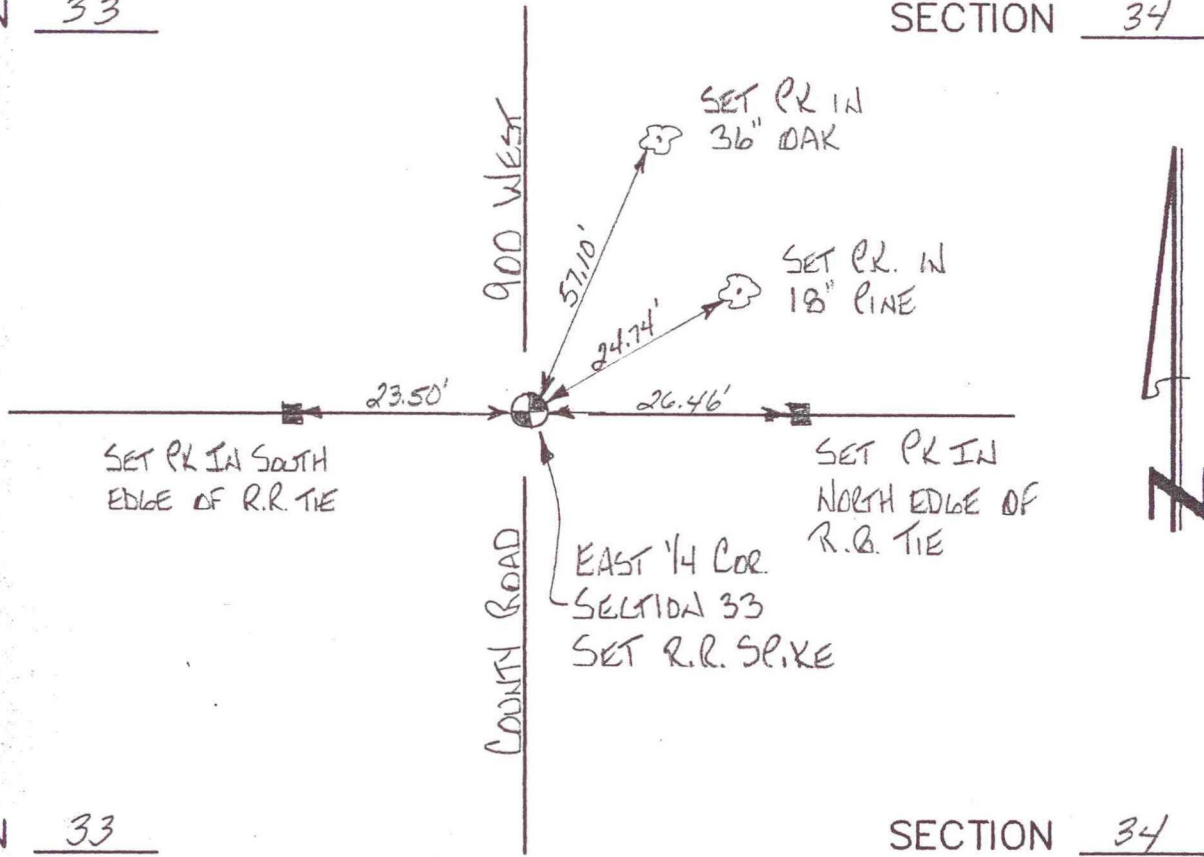 N 33
SECTION 34
SET PK IN
36" OAK
900 WEST
57.10'
SET PK. IN
18" PINE
24.74'
23.50'
26.46'
SET PK IN SOUTH
EDGE OF R.R. TIE
SET PK IN
NORTH EDGE OF
R.R. TIE
EAST 1/4 COR.
SECTION 33
SET R.R. SPIKE
COUNTY ROAD
N
N 33
SECTION 34